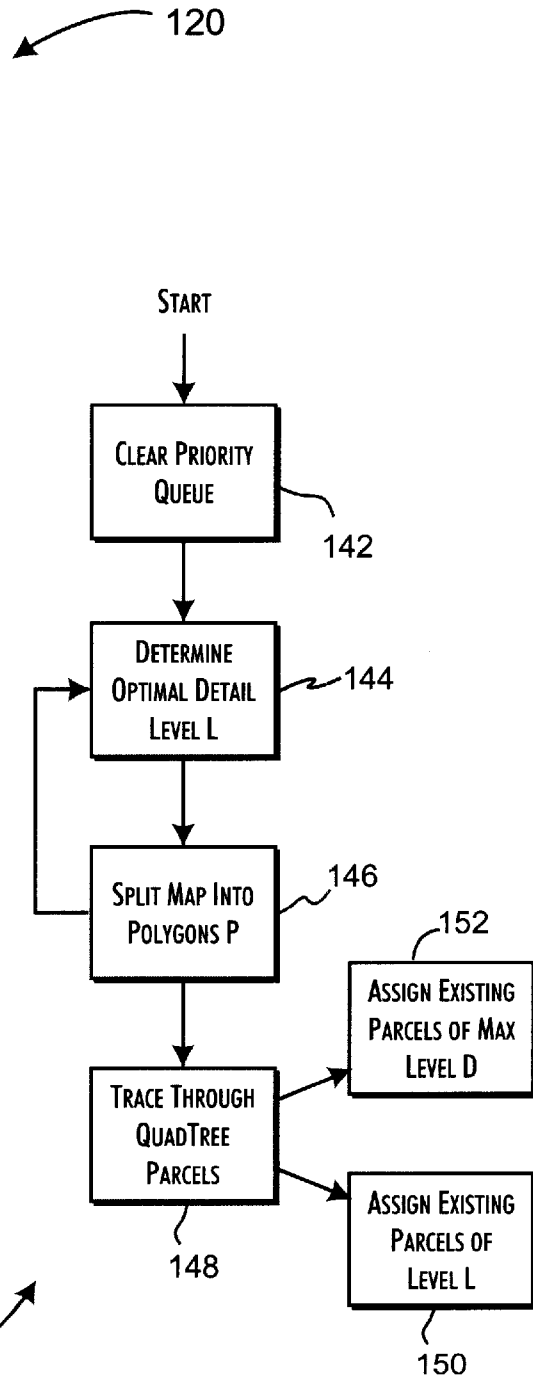 120
START
CLEAR PRIORITY
QUEUE
142
DETERMINE
OPTIMAL DETAIL
LEVEL L
144
SPLIT MAP INTO
POLYGONS P
146
152
ASSIGN EXISTING
PARCELS OF MAX
LEVEL D
TRACE THROUGH
QUADTREE
PARCELS
148
ASSIGN EXISTING
PARCELS OF
LEVEL L
150